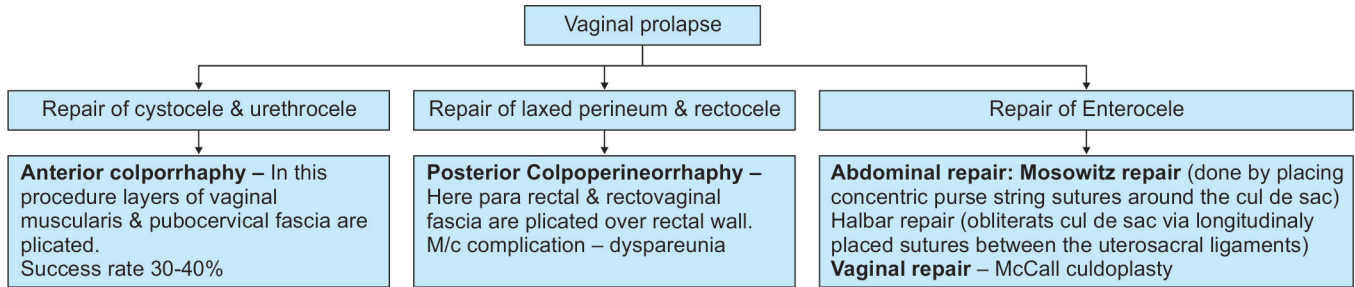 Vaginal prolapse
Repair of cystocele & urethrocele
Repair of laxed perineum & rectocele
Repair of Enterocele
Anterior colporrhaphy – In this
procedure layers of vaginal
muscularis & pubocervical fascia are
plicated.
Success rate 30-40%
Posterior Colpoperineorrhaphy –
Here para rectal & rectovaginal
fascia are plicated over rectal wall.
M/c complication – dyspareunia
Abdominal repair: Mosowitz repair (done by placing
concentric purse string sutures around the cul de sac)
Halbar repair (obliterats cul de sac via longitudinaly
placed sutures between the uterosacral ligaments)
Vaginal repair – McCall culdoplasty